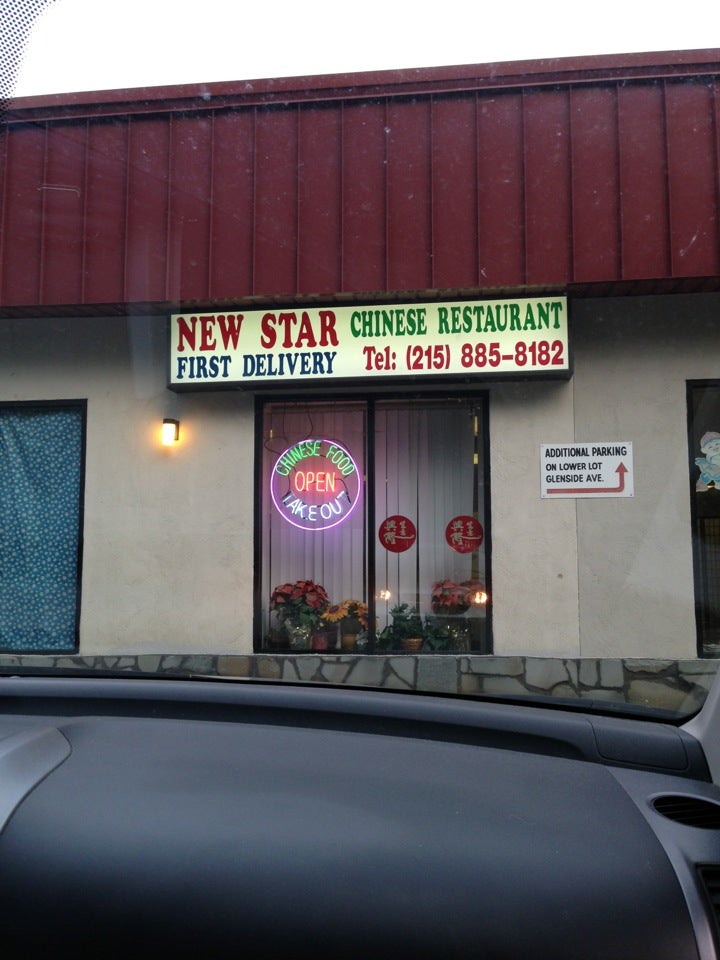 NEW STAR CHINESE RESTAURANT
FIRST DELIVERY Tel: (215) 885-8182
CHINESE FOOD
OPEN
TAKE OUT
ADDITIONAL PARKING
ON LOWER LOT
GLENSIDE AVE.